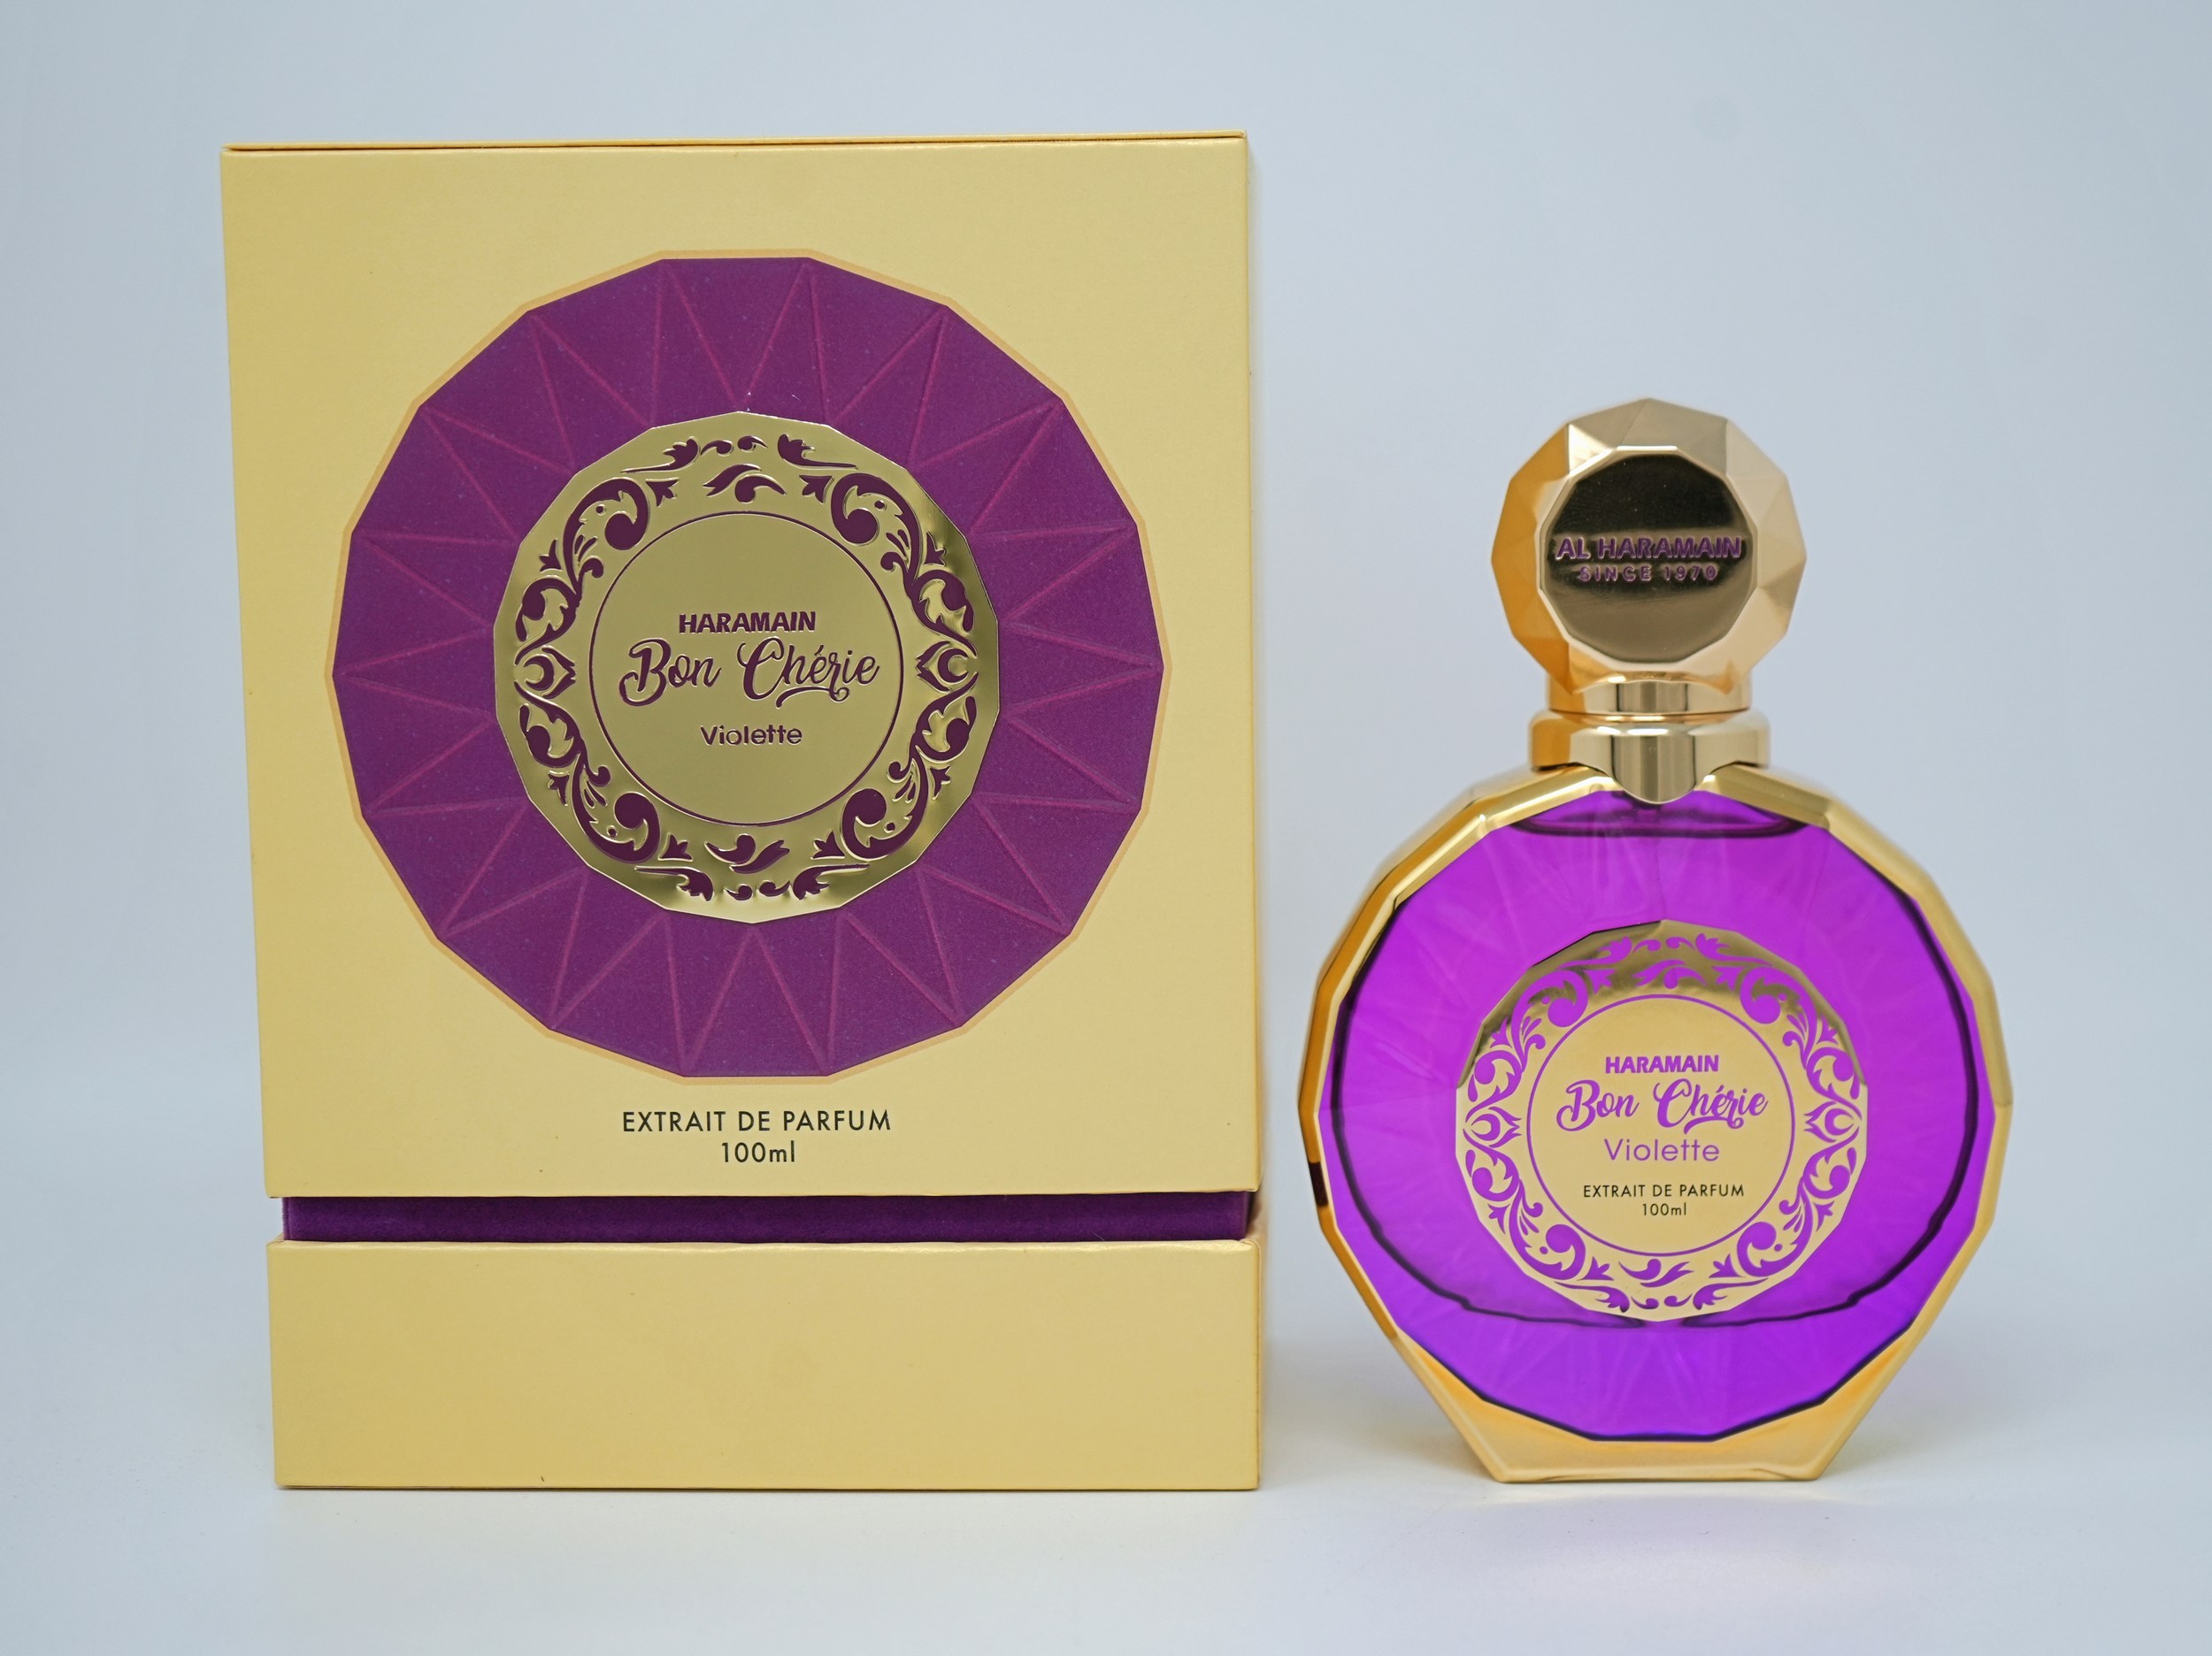 HARAMAIN
Bon Chérie
Violette
EXTRAIT DE PARFUM
100ml
AL HARAMAIN
SINCE 1970
HARAMAIN
Bon Chérie
Violette
EXTRAIT DE PARFUM
100ml